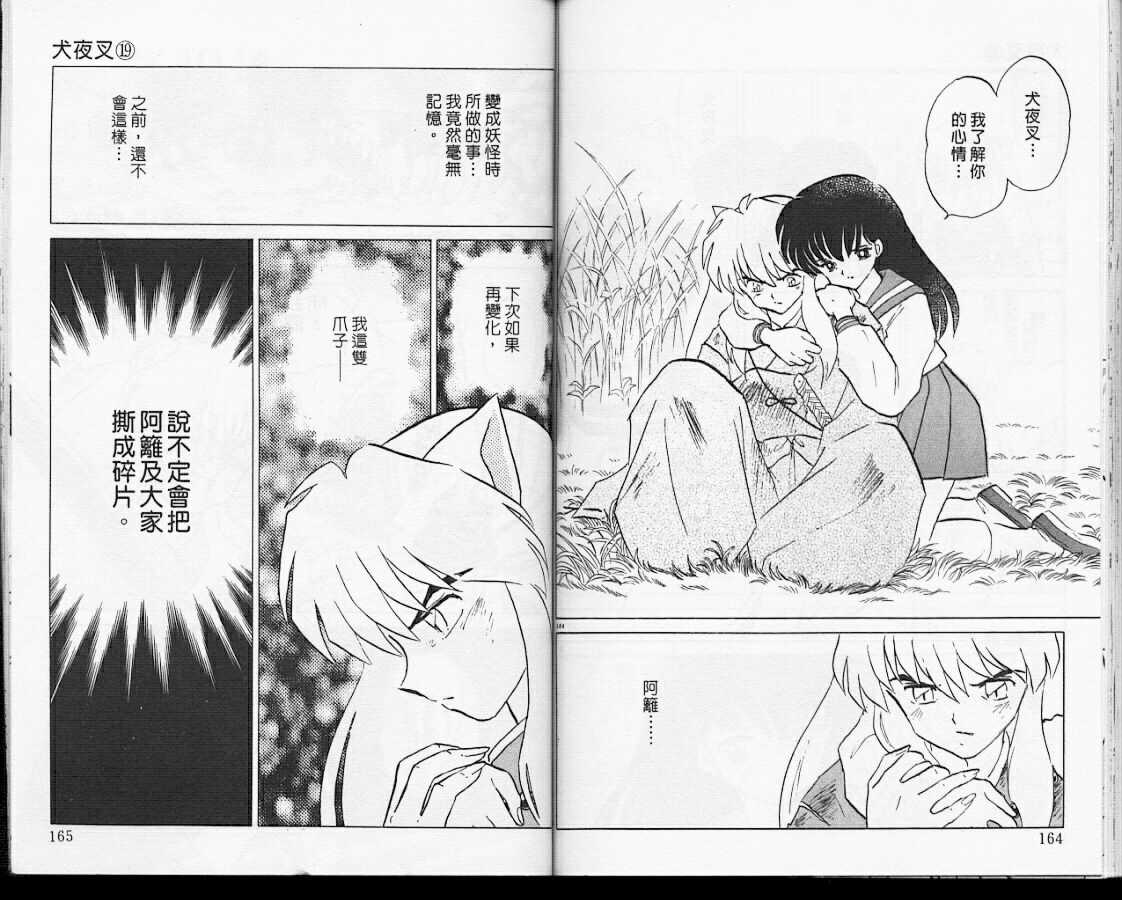 犬夜叉…
我了解你
的心情…
阿籬……
164
犬夜叉⑲
變成妖怪時
所做的事…
我竟然毫無
記憶。
之前，還不
會這樣…
下次如果
再變化，
我這雙
爪子——
說不定會把
阿籬及大家
撕成碎片。
165